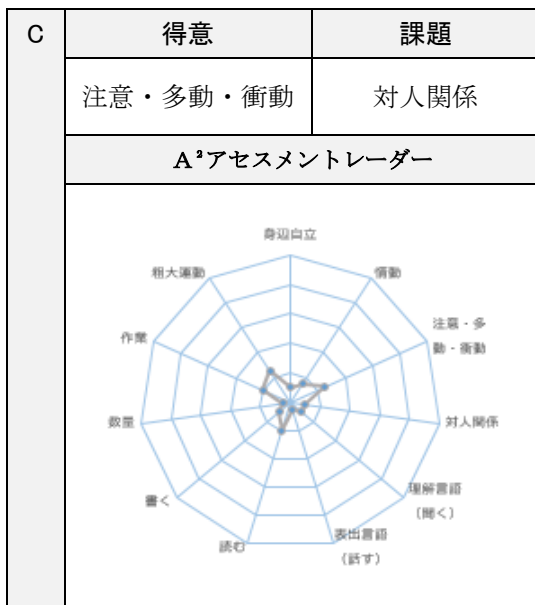 C
得意
課題
注意・多動・衝動
対人関係
A²アセスメントレーダー
身辺自立
粗大運動
情動
注意・多
動・衝動
作業
対人関係
数量
理解言語
（聞く）
書く
表出言語
（話す）
読む